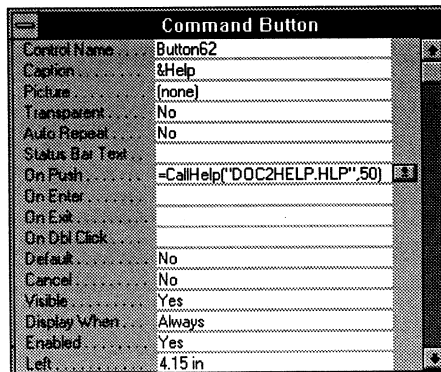 Command Button
Control Name.... Button62
Caption......... &Help
Picture......... (none)
Transparent..... No
Auto Repeat..... No
Status Bar Text..
On Push......... =CallHelp("DOC2HELP.HLP",50)
On Enter........
On Exit.........
On Dbl Click....
Default......... No
Cancel.......... No
Visible......... Yes
Display When.... Always
Enabled......... Yes
Left............ 4.15 in